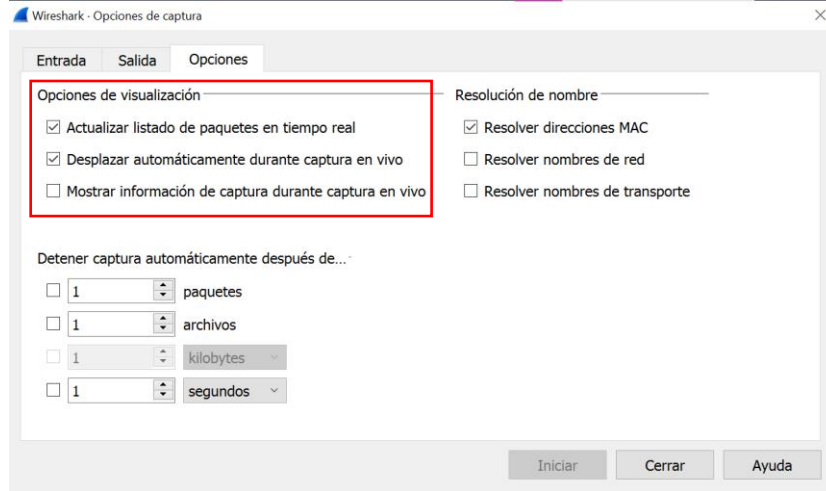 Wireshark · Opciones de captura
Entrada Salida Opciones
Opciones de visualización
Actualizar listado de paquetes en tiempo real
Desplazar automáticamente durante captura en vivo
Mostrar información de captura durante captura en vivo
Resolución de nombre
Resolver direcciones MAC
Resolver nombres de red
Resolver nombres de transporte
Detener captura automáticamente después de...
1 paquetes
1 archivos
1 kilobytes
1 segundos
Iniciar Cerrar Ayuda